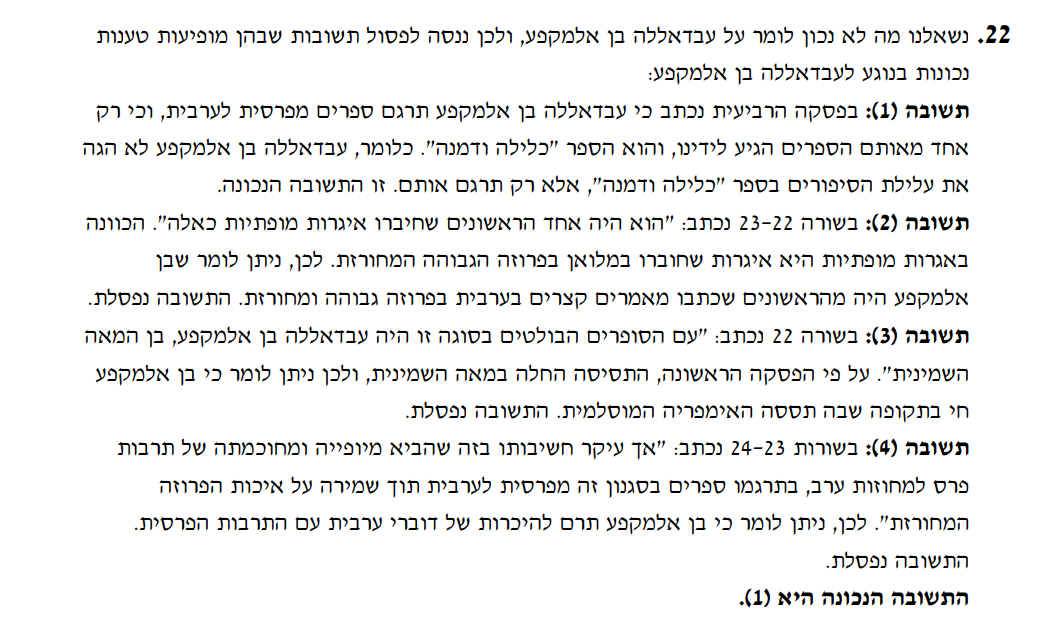 22. נשאלנו מה לא נכון לומר על עבדאללה בן אלמקפע, ולכן ננסה לפסול תשובות שבהן מופיעות טענות
נכונות בנוגע לעבדאללה בן אלמקפע:
תשובה (1): בפסקה הרביעית נכתב כי עבדאללה בן אלמקפע תרגם ספרים מפרסית לערבית, וכי רק
אחד מאותם הספרים הגיע לידינו, והוא הספר "כלילה ודמנה". כלומר, עבדאללה בן אלמקפע לא הגה
את עלילת הסיפורים בספר "כלילה ודמנה", אלא רק תרגם אותם. זו התשובה הנכונה.
תשובה (2): בשורה 22–23 נכתב: "הוא היה אחד הראשונים שחיברו איגרות מופתיות כאלה". הכוונה
באגרות מופתיות היא איגרות שחוברו במלואן בפרוזה הגבוהה המחורזת. לכן, ניתן לומר שבן
אלמקפע היה מהראשונים שכתבו מאמרים קצרים בערבית בפרוזה גבוהה ומחורזת. התשובה נפסלת.
תשובה (3): בשורה 22 נכתב: "עם הסופרים הבולטים בסוגה זו היה עבדאללה בן אלמקפע, בן המאה
השמינית". על פי הפסקה הראשונה, התסיסה החלה במאה השמינית, ולכן ניתן לומר כי בן אלמקפע
חי בתקופה שבה תססה האימפריה המוסלמית. התשובה נפסלת.
תשובה (4): בשורות 23–24 נכתב: "אך עיקר חשיבותו בזה שהביא מיופייה ומחוכמתה של תרבות
פרס למחוזות ערב, בתרגמו ספרים בסגנון זה מפרסית לערבית תוך שמירה על איכות הפרוזה
המחורזת". לכן, ניתן לומר כי בן אלמקפע תרם להיכרות של דוברי ערבית עם התרבות הפרסית.
התשובה נפסלת.
התשובה הנכונה היא (1).